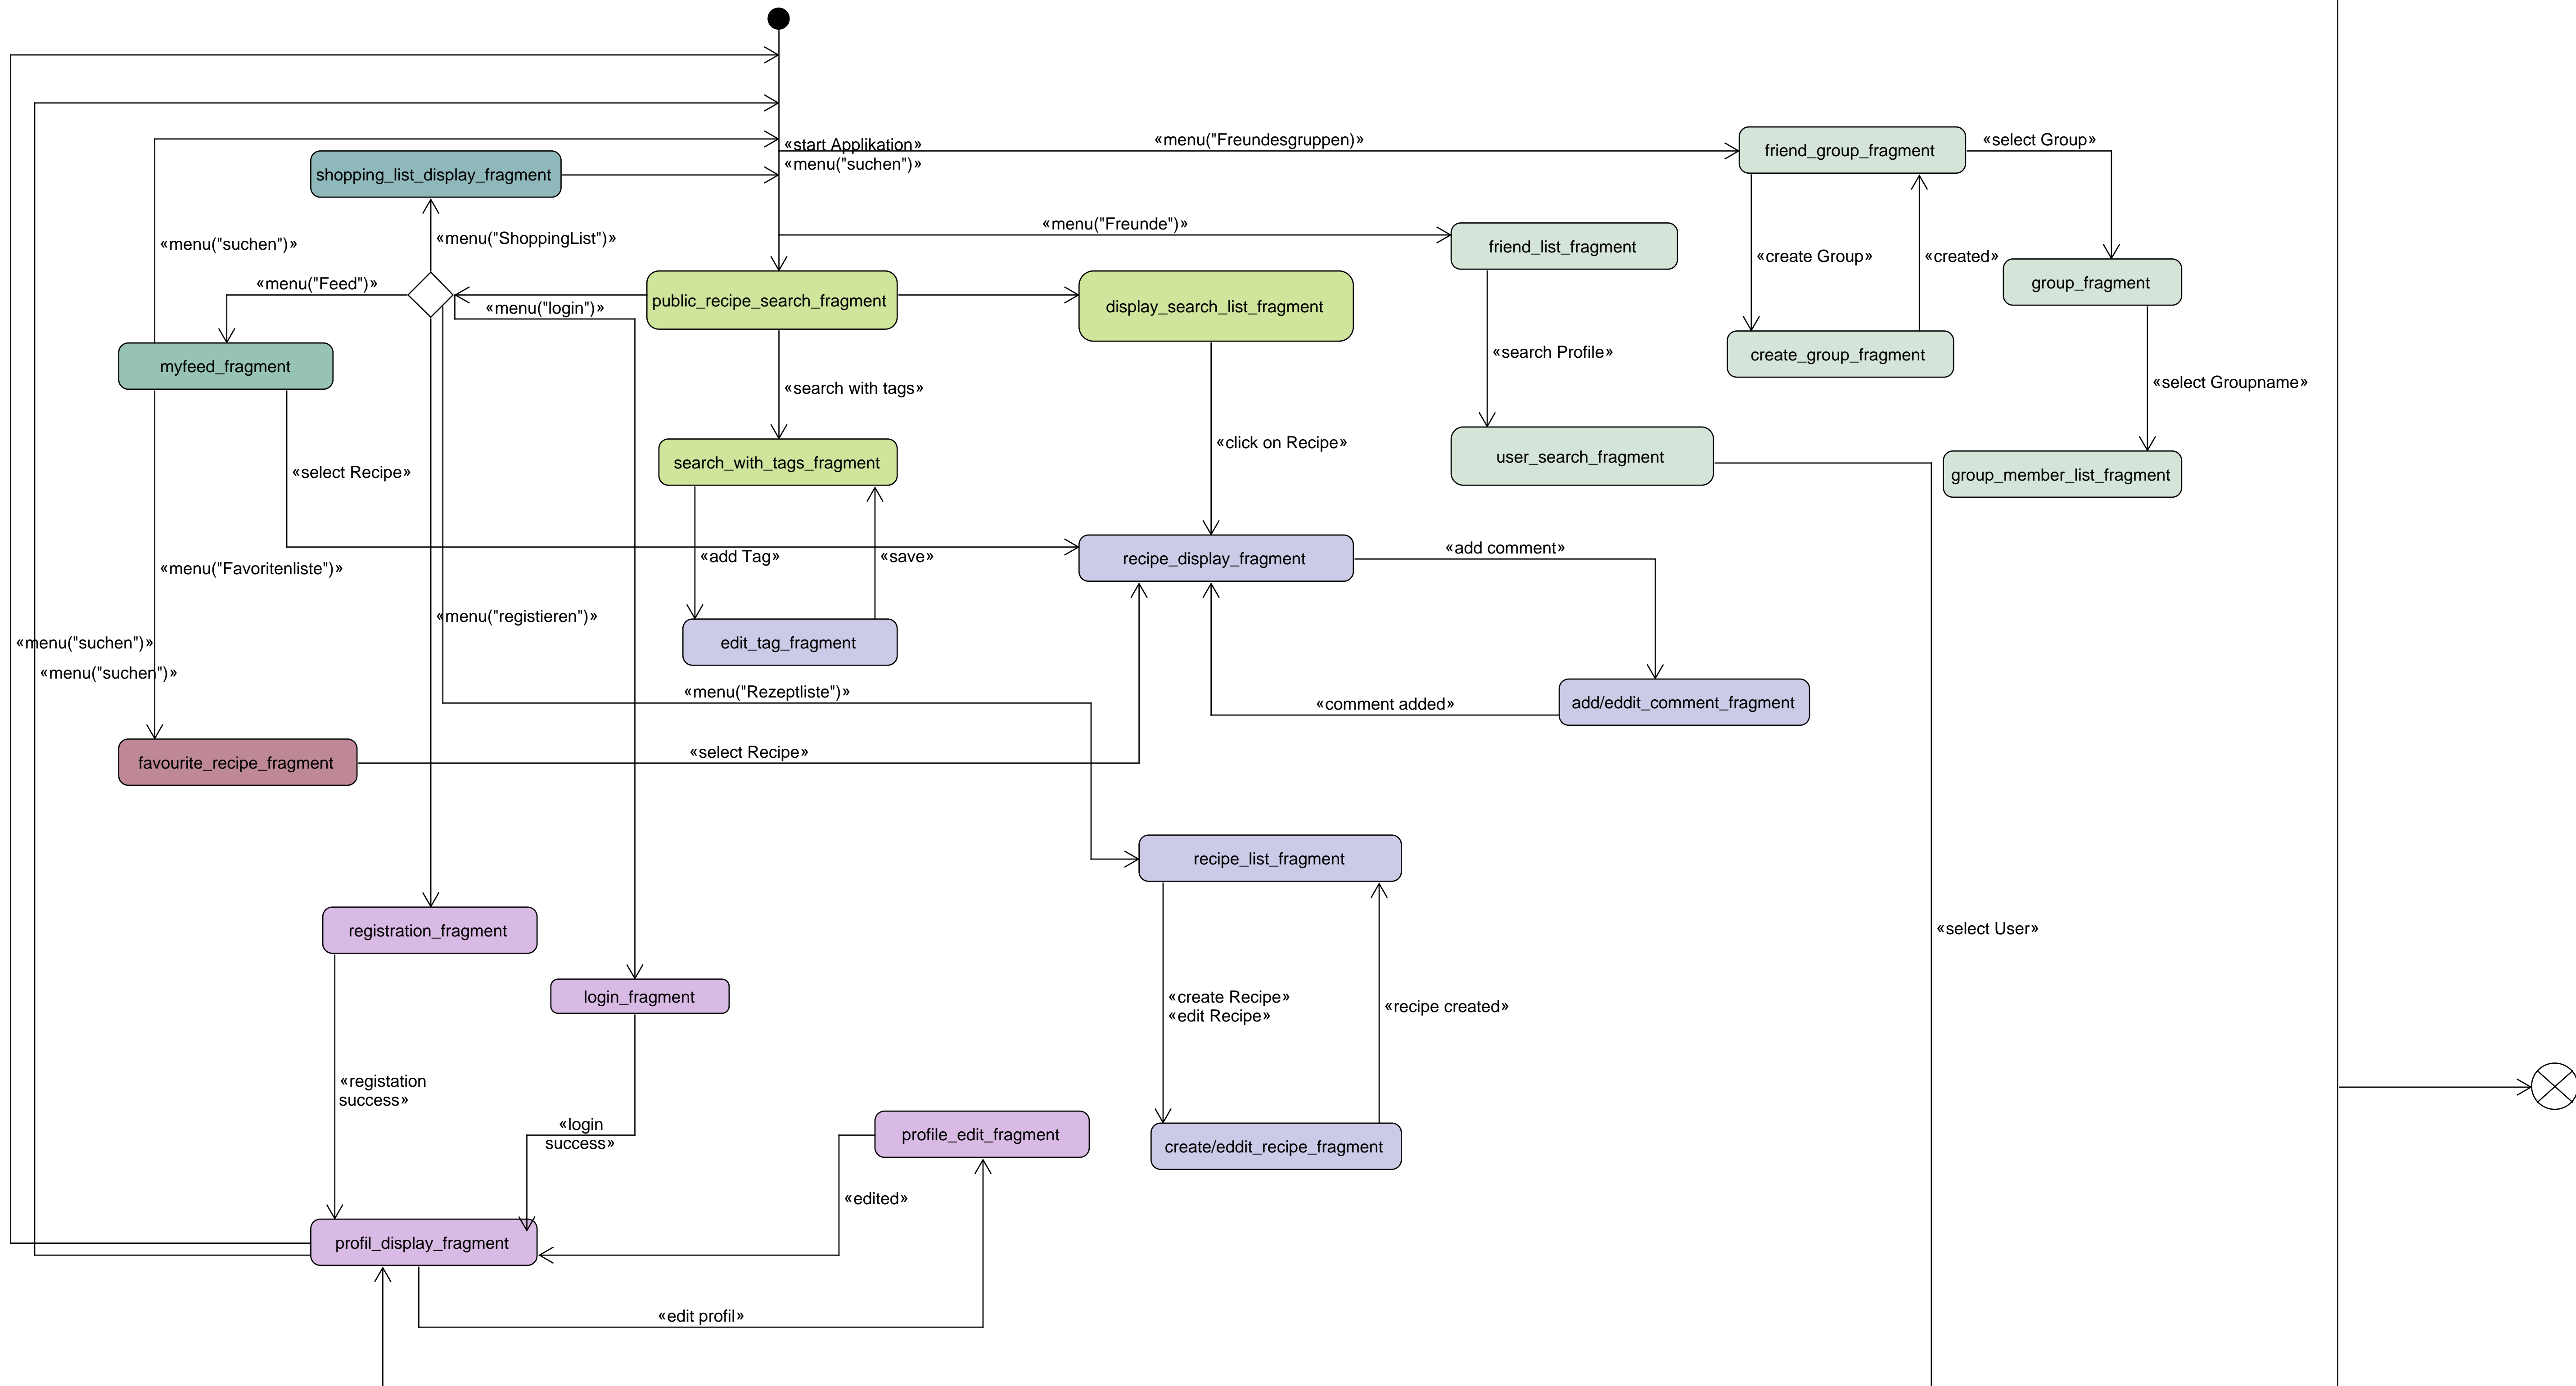 «start Applikation»
«menu("suchen")»
«menu("Freundesgruppen)»
friend_group_fragment
«select Group»
shopping_list_display_fragment
«menu("suchen")»
«menu("ShoppingList")»
«menu("Freunde")»
friend_list_fragment
«create Group»
«created»
group_fragment
«menu("Feed")»
«menu("login")»
public_recipe_search_fragment
display_search_list_fragment
myfeed_fragment
«search with tags»
«search Profile»
create_group_fragment
«select Groupname»
«select Recipe»
search_with_tags_fragment
«click on Recipe»
user_search_fragment
group_member_list_fragment
«menu("Favoritenliste")»
«add Tag»
«save»
recipe_display_fragment
«add comment»
«menu("registieren")»
«menu("suchen")»
«menu("suchen")»
edit_tag_fragment
«menu("Rezeptliste")»
«comment added»
add/eddit_comment_fragment
favourite_recipe_fragment
«select Recipe»
recipe_list_fragment
registration_fragment
«select User»
login_fragment
«create Recipe»
«edit Recipe»
«recipe created»
«registation
success»
«login
success»
profile_edit_fragment
create/eddit_recipe_fragment
«edited»
profil_display_fragment
«edit profil»